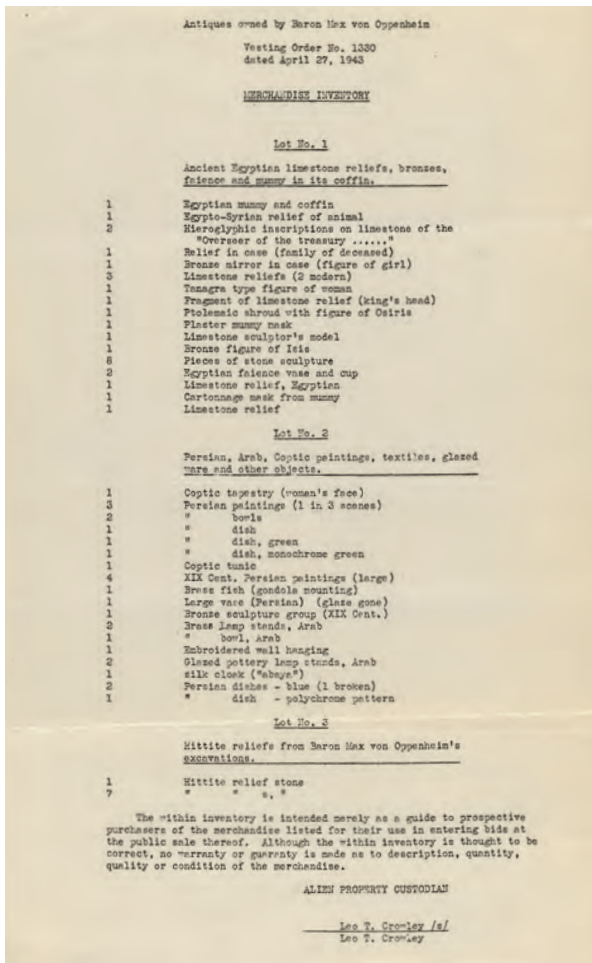 Antiques owned by Baron Max von Oppenheim
Vesting Order No. 1330
dated April 27, 1943
MERCHANDISE INVENTORY
Lot No. 1
Ancient Egyptian limestone reliefs, bronzes,
faience and mummy in its coffin.
1 Egyptian mummy and coffin
1 Egypto-Syrian relief of animal
2 Hieroglyphic inscriptions on limestone of the
"Overseer of the treasury ......"
1 Relief in case (family of deceased)
1 Bronze mirror in case (figure of girl)
3 Limestone reliefs (2 modern)
1 Tanagra type figure of woman
1 Fragment of limestone relief (king's head)
1 Ptolemaic shroud with figure of Osiris
1 Plaster mummy mask
1 Limestone sculptor's model
1 Bronze figure of Isis
Pieces of stone sculpture
2 Egyptian faience vase and cup
1 Limestone relief, Egyptian
1 Cartonnage mask from mummy
1 Limestone relief
Lot No. 2
Persian, Arab, Coptic paintings, textiles, glazed
ware and other objects.
1 Coptic tapestry (woman's face)
3 Persian paintings (1 in 3 scenes)
2 " bowls
1 " dish
1 " dish, green
1 " dish, monochrome green
1 Coptic tunic
4 XIX Cent. Persian paintings (large)
1 Brass fish (gondola mounting)
1 Large vase (Persian) (glaze gone)
1 Bronze sculpture group (XIX Cent.)
2 Brass Lamp stands, Arab
1 " bowl, Arab
1 Embroidered wall hanging
2 Glazed pottery lamp stands, Arab
1 silk cloak ("abaya")
2 Persian dishes - blue (1 broken)
1 " dish - polychrome pattern
Lot No. 3
Hittite reliefs from Baron Max von Oppenheim's
excavations.
1 Hittite relief stone
7 " " s, "
The within inventory is intended merely as a guide to prospective
purchasers of the merchandise listed for their use in entering bids at
the public sale thereof. Although the within inventory is thought to be
correct, no warranty or guaranty is made as to description, quantity,
quality or condition of the merchandise.
ALIEN PROPERTY CUSTODIAN
Leo T. Crowley /s/
Leo T. Crowley